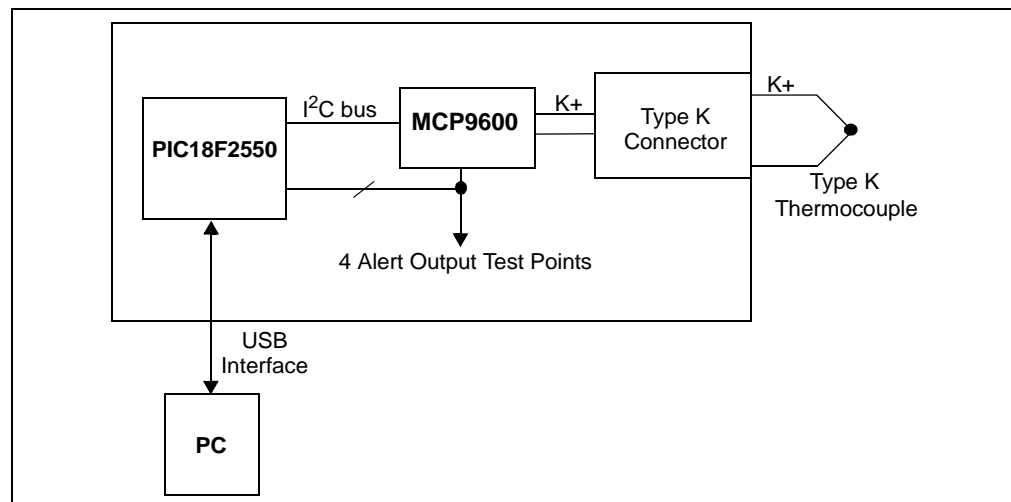 PIC18F2550
I²C bus
MCP9600
K+
Type K
Connector
K+
Type K
Thermocouple
4 Alert Output Test Points
USB
Interface
PC